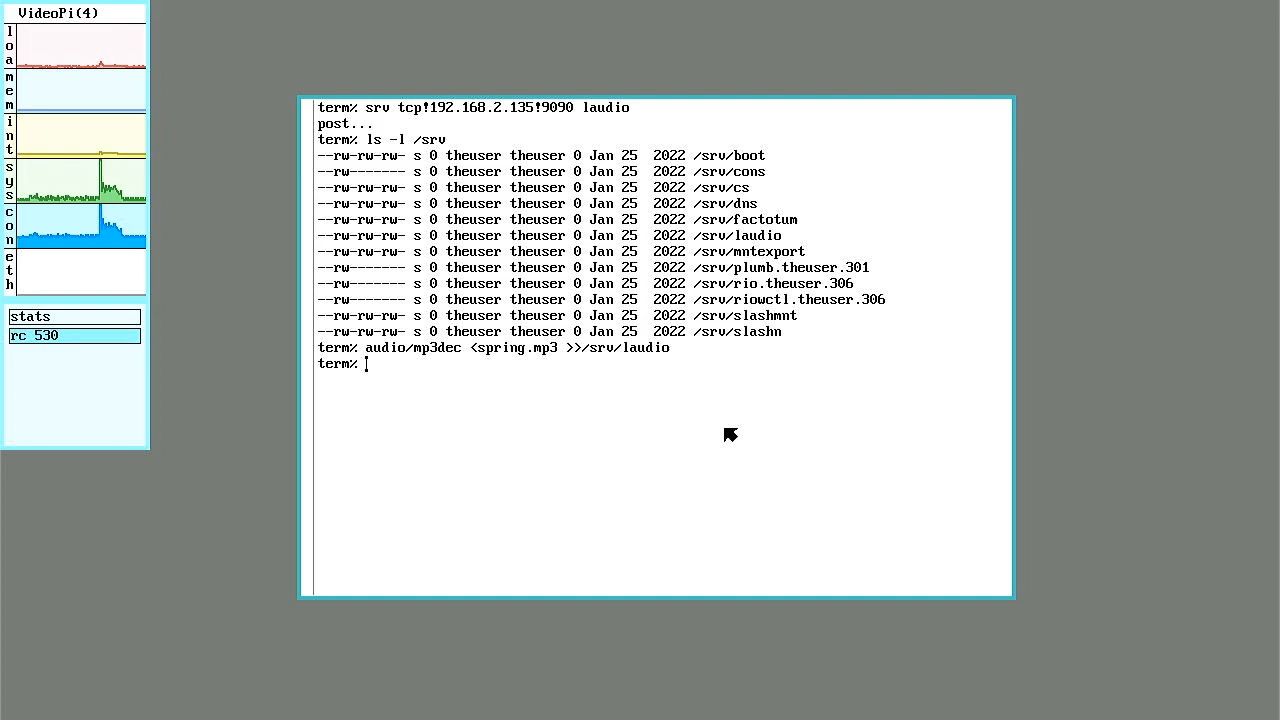 VideoPi(4)
loa
mem
int
sys
con
eth
stats
rc 530
term% srv tcp!192.168.2.135!9090 laudio
post...
term% ls -l /srv
--rw-rw-rw- s 0 theuser theuser 0 Jan 25  2022 /srv/boot
--rw------- s 0 theuser theuser 0 Jan 25  2022 /srv/cons
--rw-rw-rw- s 0 theuser theuser 0 Jan 25  2022 /srv/cs
--rw-rw-rw- s 0 theuser theuser 0 Jan 25  2022 /srv/dns
--rw-rw-rw- s 0 theuser theuser 0 Jan 25  2022 /srv/factotum
--rw-rw-rw- s 0 theuser theuser 0 Jan 25  2022 /srv/laudio
--rw-rw-rw- s 0 theuser theuser 0 Jan 25  2022 /srv/mntexport
--rw------- s 0 theuser theuser 0 Jan 25  2022 /srv/plumb.theuser.301
--rw------- s 0 theuser theuser 0 Jan 25  2022 /srv/rio.theuser.306
--rw------- s 0 theuser theuser 0 Jan 25  2022 /srv/riowctl.theuser.306
--rw-rw-rw- s 0 theuser theuser 0 Jan 25  2022 /srv/slashmnt
--rw-rw-rw- s 0 theuser theuser 0 Jan 25  2022 /srv/slashn
term% audio/mp3dec <spring.mp3 >>/srv/laudio
term%